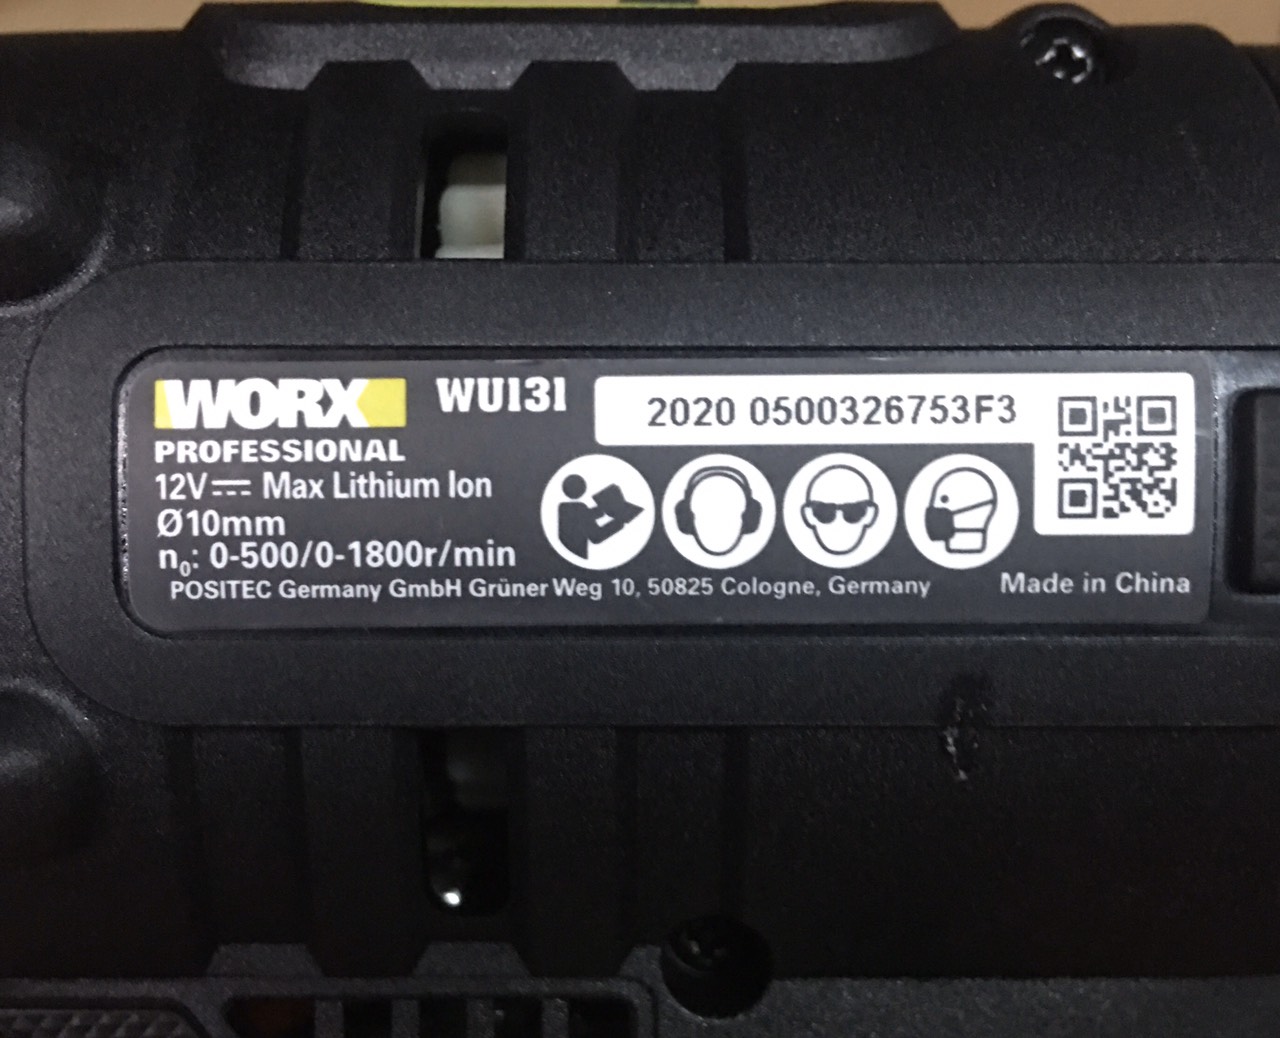 WORX WU131 2020 0500326753F3
PROFESSIONAL
12V⎓ Max Lithium Ion
Ø10mm
n₀: 0-500/0-1800r/min
POSITEC Germany GmbH Grüner Weg 10, 50825 Cologne, Germany Made in China